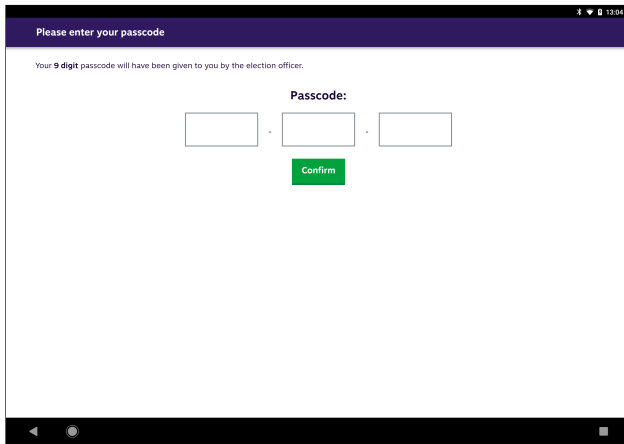 13:04
Please enter your passcode
Your 9 digit passcode will have been given to you by the election officer.
Passcode:
- -
Confirm